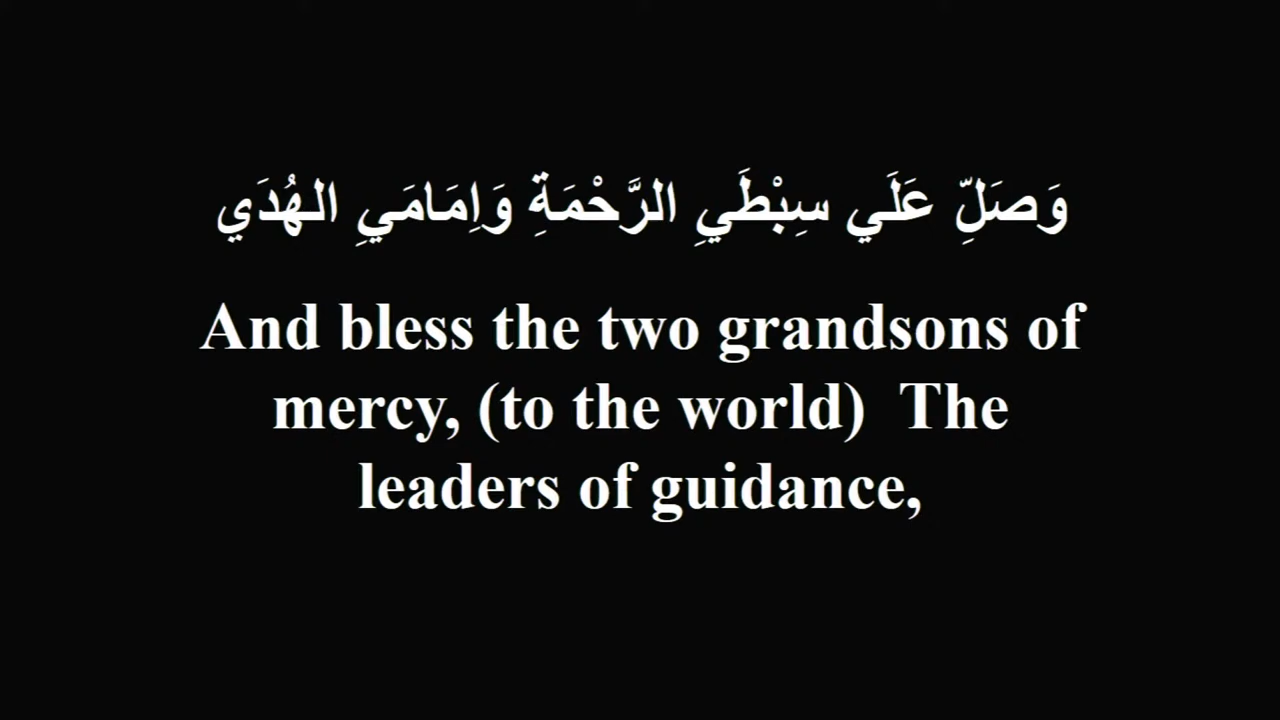 وَصَلِّ عَلَي سِبْطَيِ الرَّحْمَةِ وَاِمَامَيِ الهُدَي
And bless the two grandsons of
mercy, (to the world)  The
leaders of guidance,